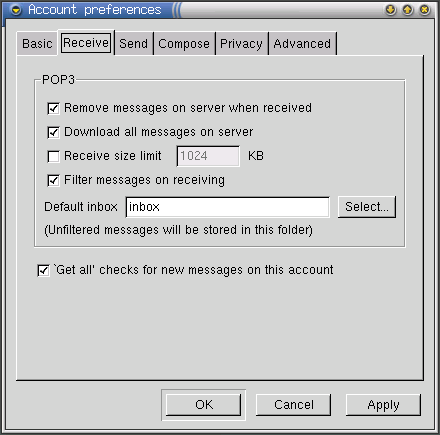 Account preferences
Basic Receive Send Compose Privacy Advanced
POP3
Remove messages on server when received
Download all messages on server
Receive size limit 1024 KB
Filter messages on receiving
Default inbox inbox Select...
(Unfiltered messages will be stored in this folder)
`Get all' checks for new messages on this account
OK Cancel Apply